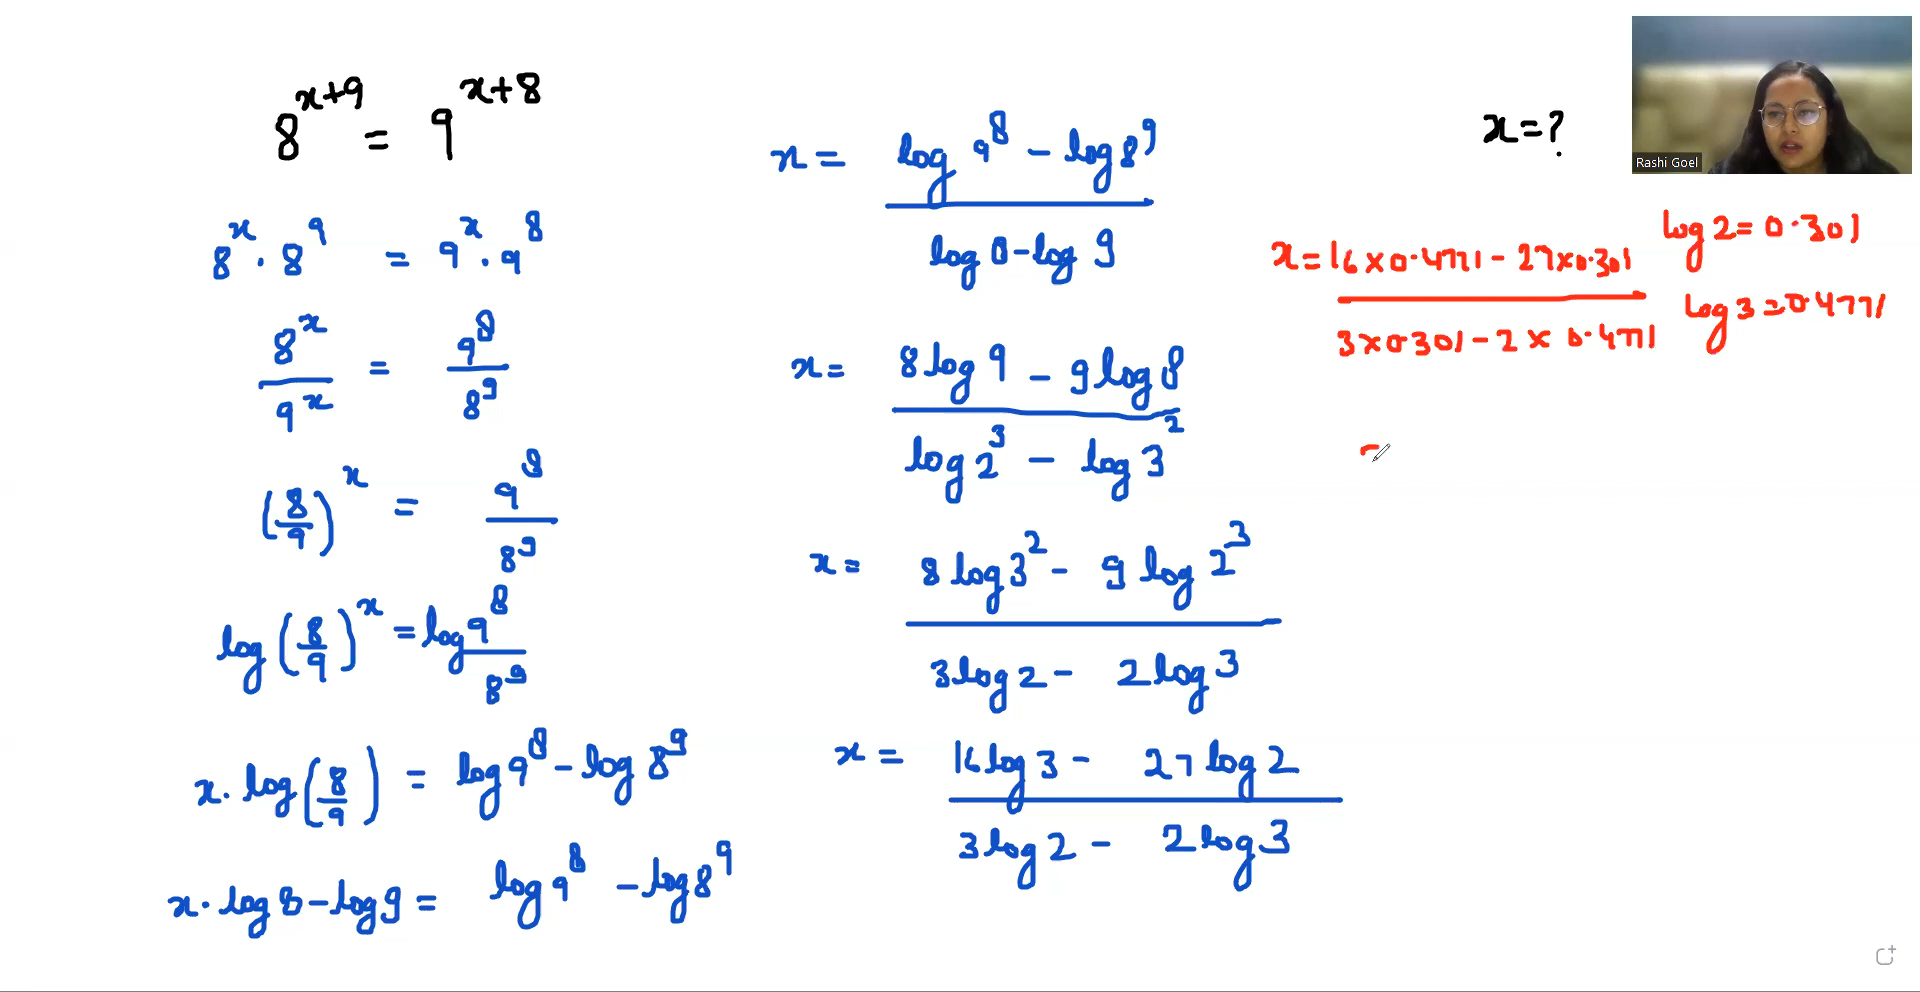 8^{x+9} = 9^{x+8}
8^x · 8^9 = 9^x · 9^8
8^x / 9^x = 9^8 / 8^9
(8/9)^x = 9^8 / 8^9
log (8/9)^x = log 9^8 / 8^9
x · log (8/9) = log 9^8 - log 8^9
x · log 8 - log 9 = log 9^8 - log 8^9
x = log 9^8 - log 8^9 / log 8 - log 9
x = 8 log 9 - 9 log 8 / log 2^3 - log 3^2
x = 8 log 3^2 - 9 log 2^3 / 3 log 2 - 2 log 3
x = 16 log 3 - 27 log 2 / 3 log 2 - 2 log 3
x = ?
x = 16 × 0.4771 - 27 × 0.301 / 3 × 0.301 - 2 × 0.4771
log 2 = 0.301
log 3 = 0.4771
Rashi Goel